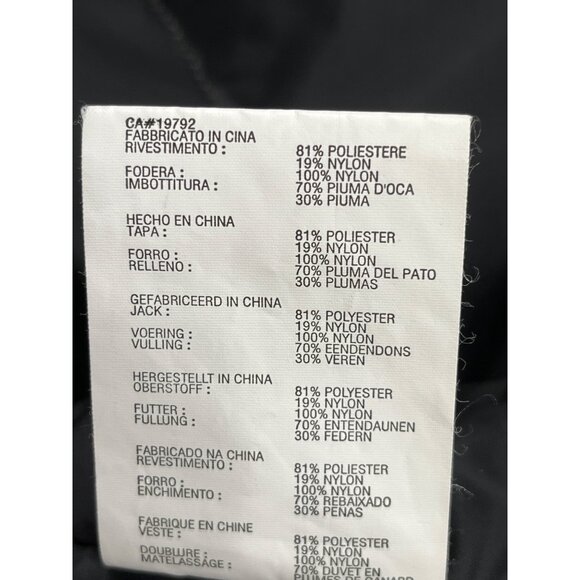 CA#19792
FABBRICATO IN CINA
RIVESTIMENTO : 81% POLIESTERE
19% NYLON
FODERA : 100% NYLON
IMBOTTITURA : 70% PIUMA D'OCA
30% PIUMA
HECHO EN CHINA
TAPA : 81% POLIESTER
19% NYLON
FORRO : 100% NYLON
RELLENO : 70% PLUMA DEL PATO
30% PLUMAS
GEFABRICEERD IN CHINA
JACK : 81% POLYESTER
19% NYLON
VOERING : 100% NYLON
VULLING : 70% EENDENDONS
30% VEREN
HERGESTELLT IN CHINA
OBERSTOFF : 81% POLYESTER
19% NYLON
FUTTER : 100% NYLON
FULLUNG : 70% ENTENDAUNEN
30% FEDERN
FABRICADO NA CHINA
REVESTIMENTO : 81% POLIESTER
19% NYLON
FORRO : 100% NYLON
ENCHIMENTO : 70% REBAIXADO
30% PENAS
FABRIQUE EN CHINE
VESTE : 81% POLYESTER
19% NYLON
DOUBLURE : 100% NYLON
MATELASSAGE : 70% DUVET EN
PLUMES DE CANARD